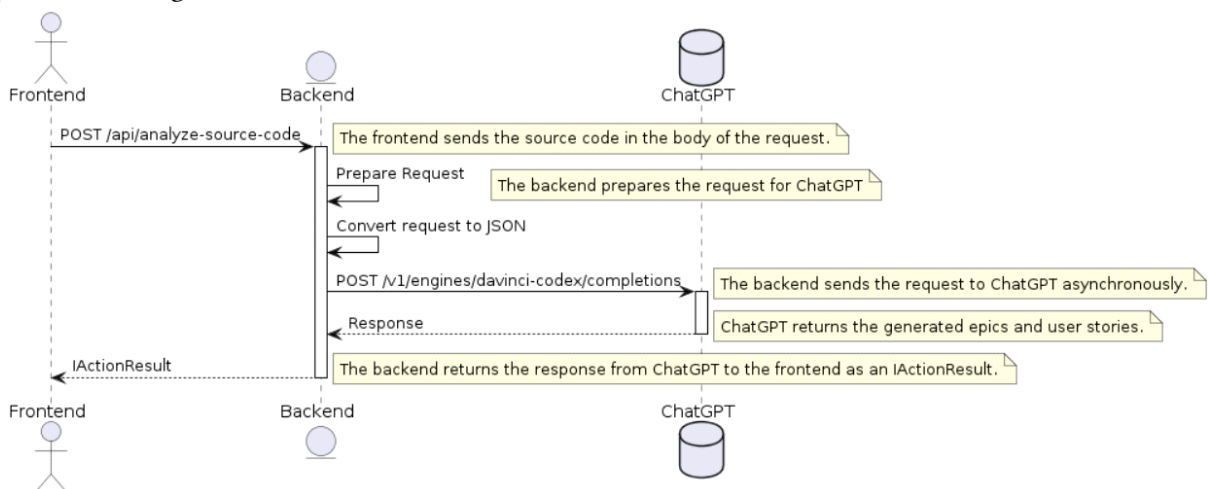 Frontend
Backend
ChatGPT
POST /api/analyze-source-code
The frontend sends the source code in the body of the request.
Prepare Request
The backend prepares the request for ChatGPT
Convert request to JSON
POST /v1/engines/davinci-codex/completions
The backend sends the request to ChatGPT asynchronously.
Response
ChatGPT returns the generated epics and user stories.
IActionResult
The backend returns the response from ChatGPT to the frontend as an IActionResult.
Frontend
Backend
ChatGPT